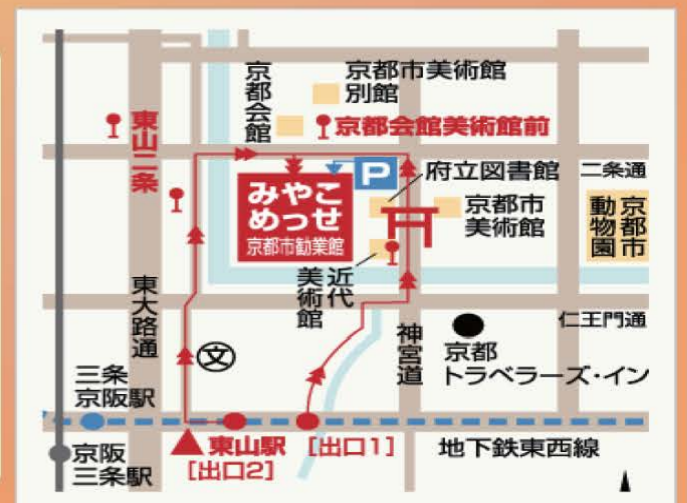 京都会館
京都市美術館
別館
京都会館美術館前
東山二条
みやこ
めっせ
京都市勧業館
P
府立図書館
二条通
京都市
美術館
京都市
動物園
近代
美術館
東大路通
文
神宮道
仁王門通
京都
トラベラーズ・イン
三条
京阪駅
東山駅
[出口2]
[出口1]
地下鉄東西線
京阪
三条駅